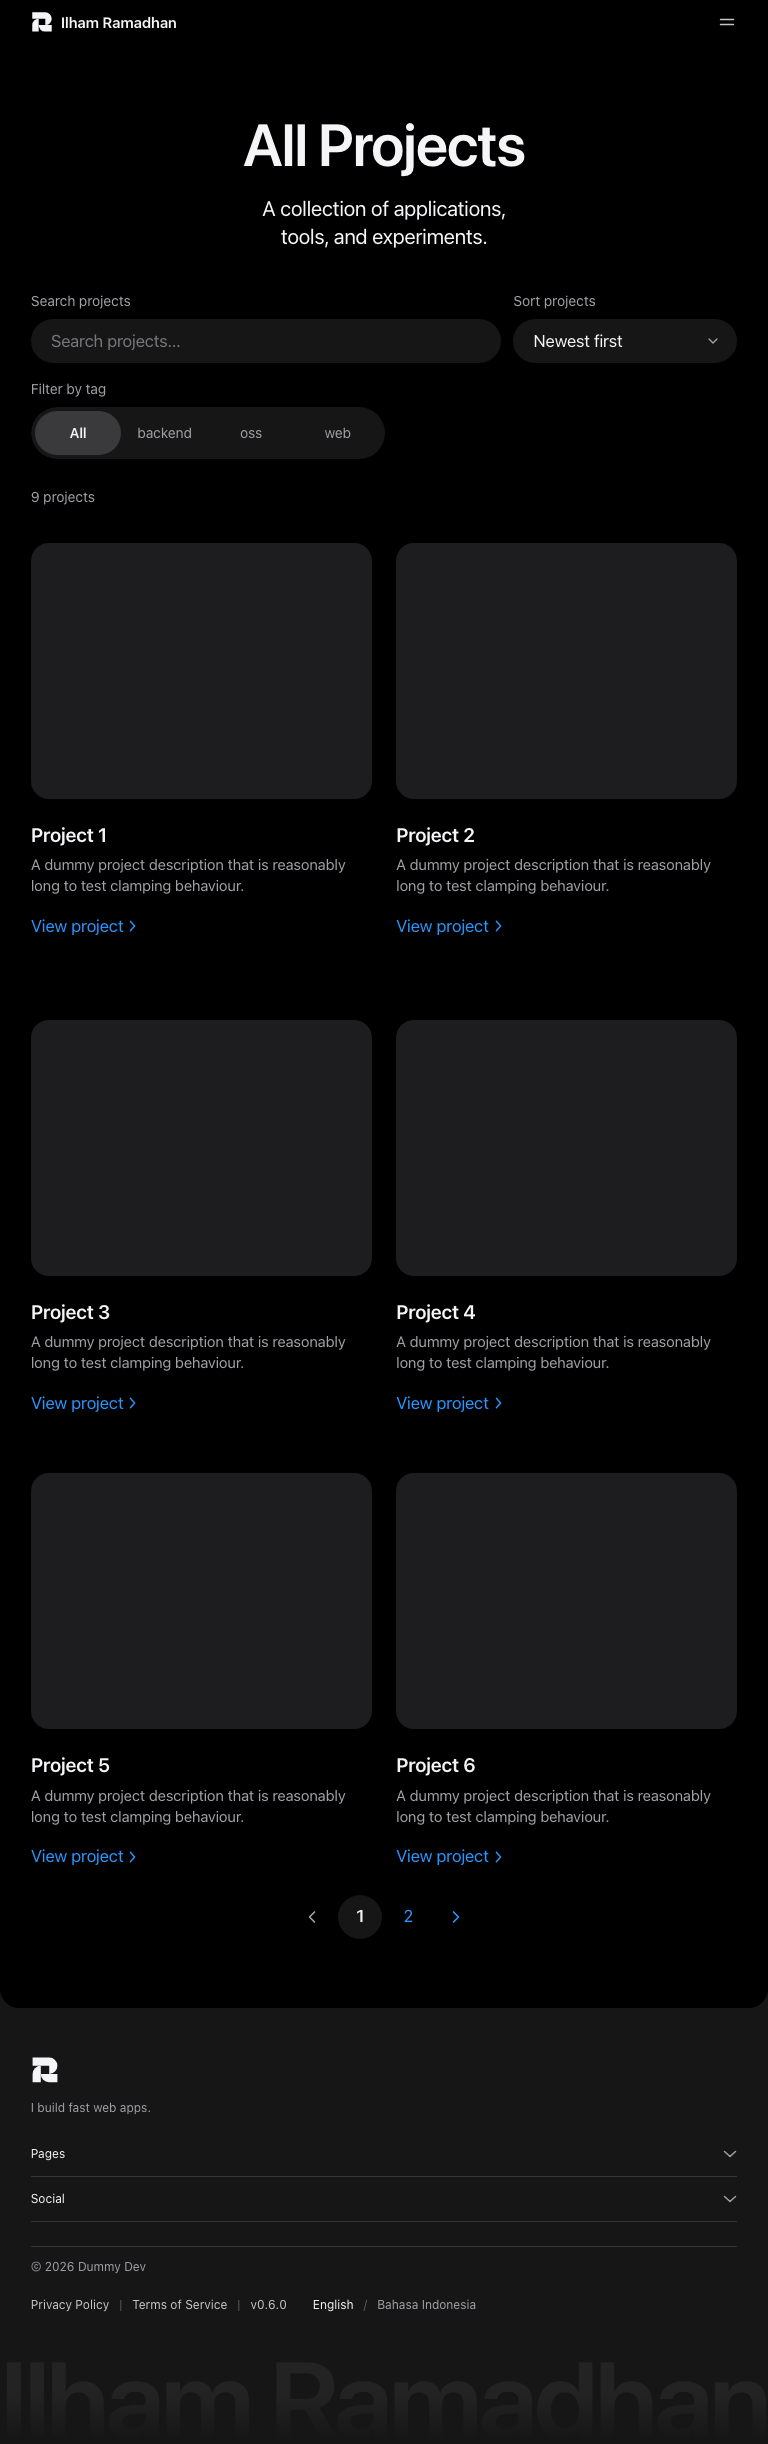 Ilham Ramadhan
All Projects
A collection of applications,
tools, and experiments.
Search projects
Sort projects
Search projects...
Newest first
Filter by tag
All
backend
oss
web
9 projects
Project 1
A dummy project description that is reasonably
long to test clamping behaviour.
View project
Project 2
A dummy project description that is reasonably
long to test clamping behaviour.
View project
Project 3
A dummy project description that is reasonably
long to test clamping behaviour.
View project
Project 4
A dummy project description that is reasonably
long to test clamping behaviour.
View project
Project 5
A dummy project description that is reasonably
long to test clamping behaviour.
View project
Project 6
A dummy project description that is reasonably
long to test clamping behaviour.
View project
1
2
I build fast web apps.
Pages
Social
© 2026 Dummy Dev
Privacy Policy | Terms of Service | v0.6.0 English / Bahasa Indonesia
Ilham Ramadhan